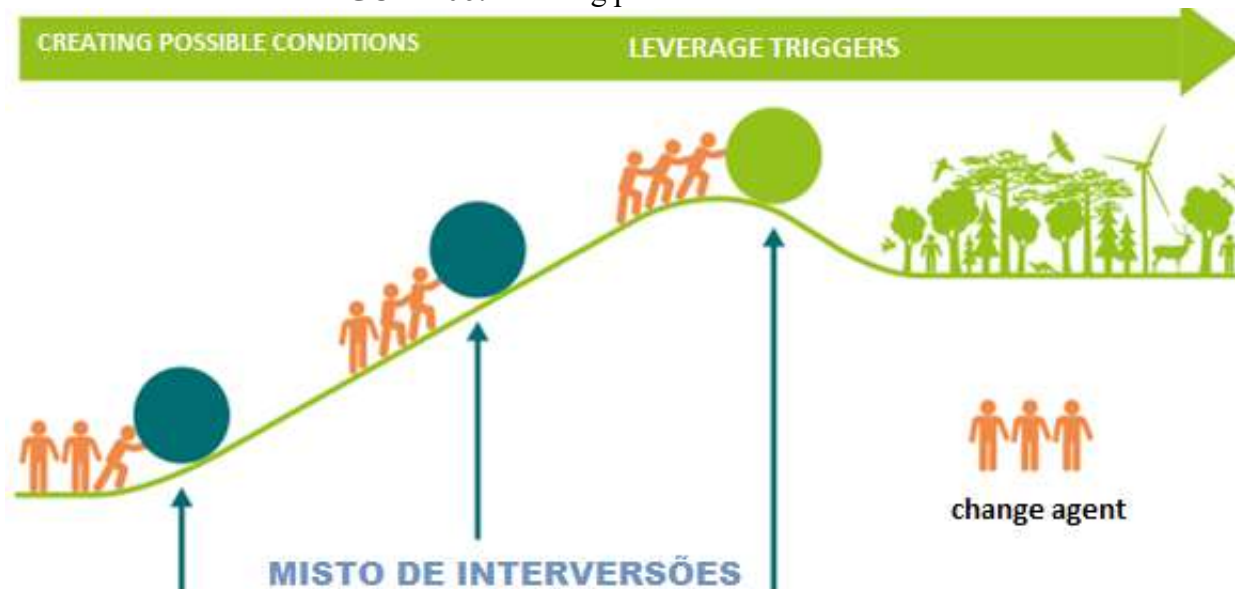 CREATING POSSIBLE CONDITIONS
LEVERAGE TRIGGERS
change agent
MISTO DE INTERVERSÕES